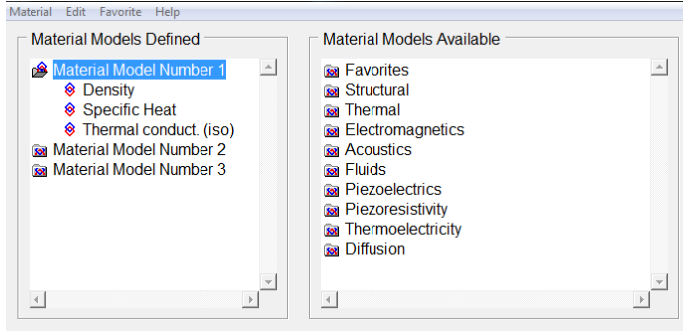 Material Edit Favorite Help
Material Models Defined
Material Model Number 1
Density
Specific Heat
Thermal conduct. (iso)
Material Model Number 2
Material Model Number 3
Material Models Available
Favorites
Structural
Thermal
Electromagnetics
Acoustics
Fluids
Piezoelectrics
Piezoresistivity
Thermoelectricity
Diffusion